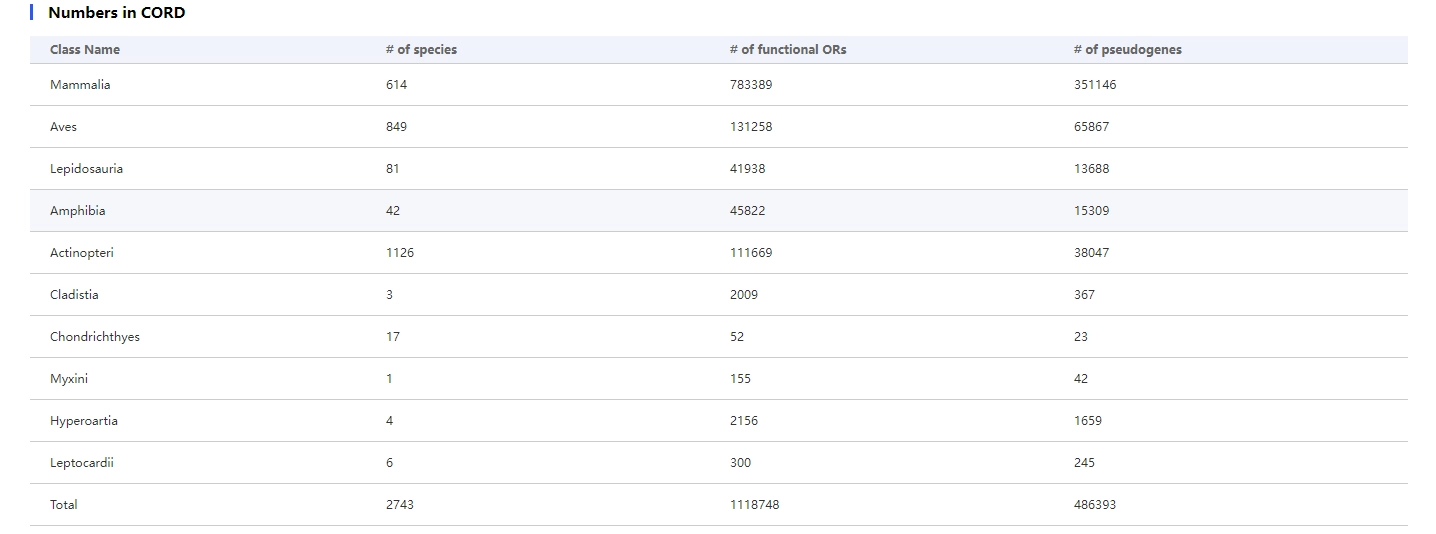 Numbers in CORD
Class Name # of species # of functional ORs # of pseudogenes
Mammalia 614 783389 351146
Aves 849 131258 65867
Lepidosauria 81 41938 13688
Amphibia 42 45822 15309
Actinopteri 1126 111669 38047
Cladistia 3 2009 367
Chondrichthyes 17 52 23
Myxini 1 155 42
Hyperoartia 4 2156 1659
Leptocardii 6 300 245
Total 2743 1118748 486393